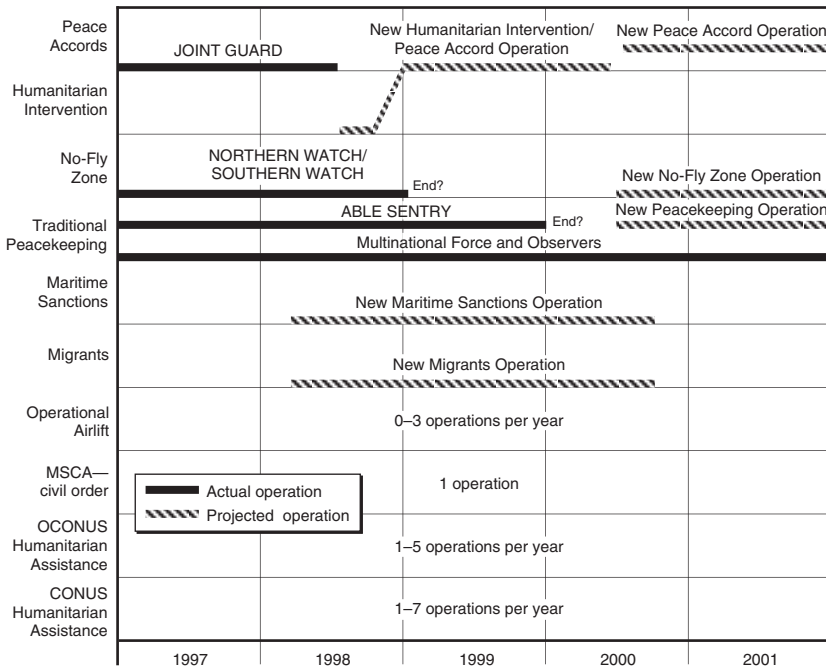 Peace
Accords
JOINT GUARD
New Humanitarian Intervention/
Peace Accord Operation
New Peace Accord Operation
Humanitarian
Intervention
No-Fly
Zone
NORTHERN WATCH/
SOUTHERN WATCH
End?
New No-Fly Zone Operation
Traditional
Peacekeeping
ABLE SENTRY
End?
New Peacekeeping Operation
Multinational Force and Observers
Maritime
Sanctions
New Maritime Sanctions Operation
Migrants
New Migrants Operation
Operational
Airlift
0–3 operations per year
MSCA—
civil order
1 operation
Actual operation
Projected operation
OCONUS
Humanitarian
Assistance
1–5 operations per year
CONUS
Humanitarian
Assistance
1–7 operations per year
1997 1998 1999 2000 2001